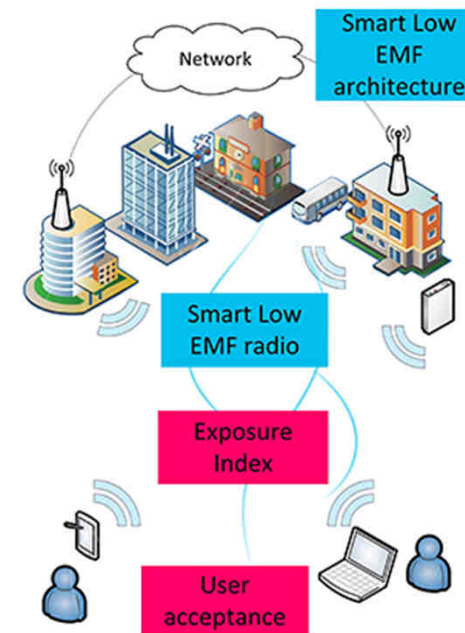 Smart Low
EMF
architecture
Network
Smart Low
EMF radio
Exposure
Index
User
acceptance